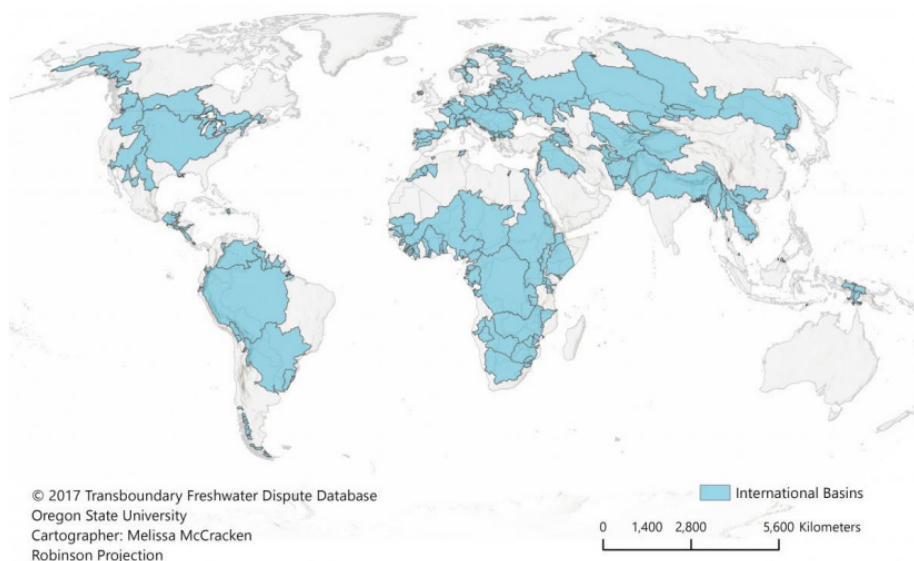 © 2017 Transboundary Freshwater Dispute Database
Oregon State University
Cartographer: Melissa McCracken
Robinson Projection
International Basins
0 1,400 2,800 5,600 Kilometers